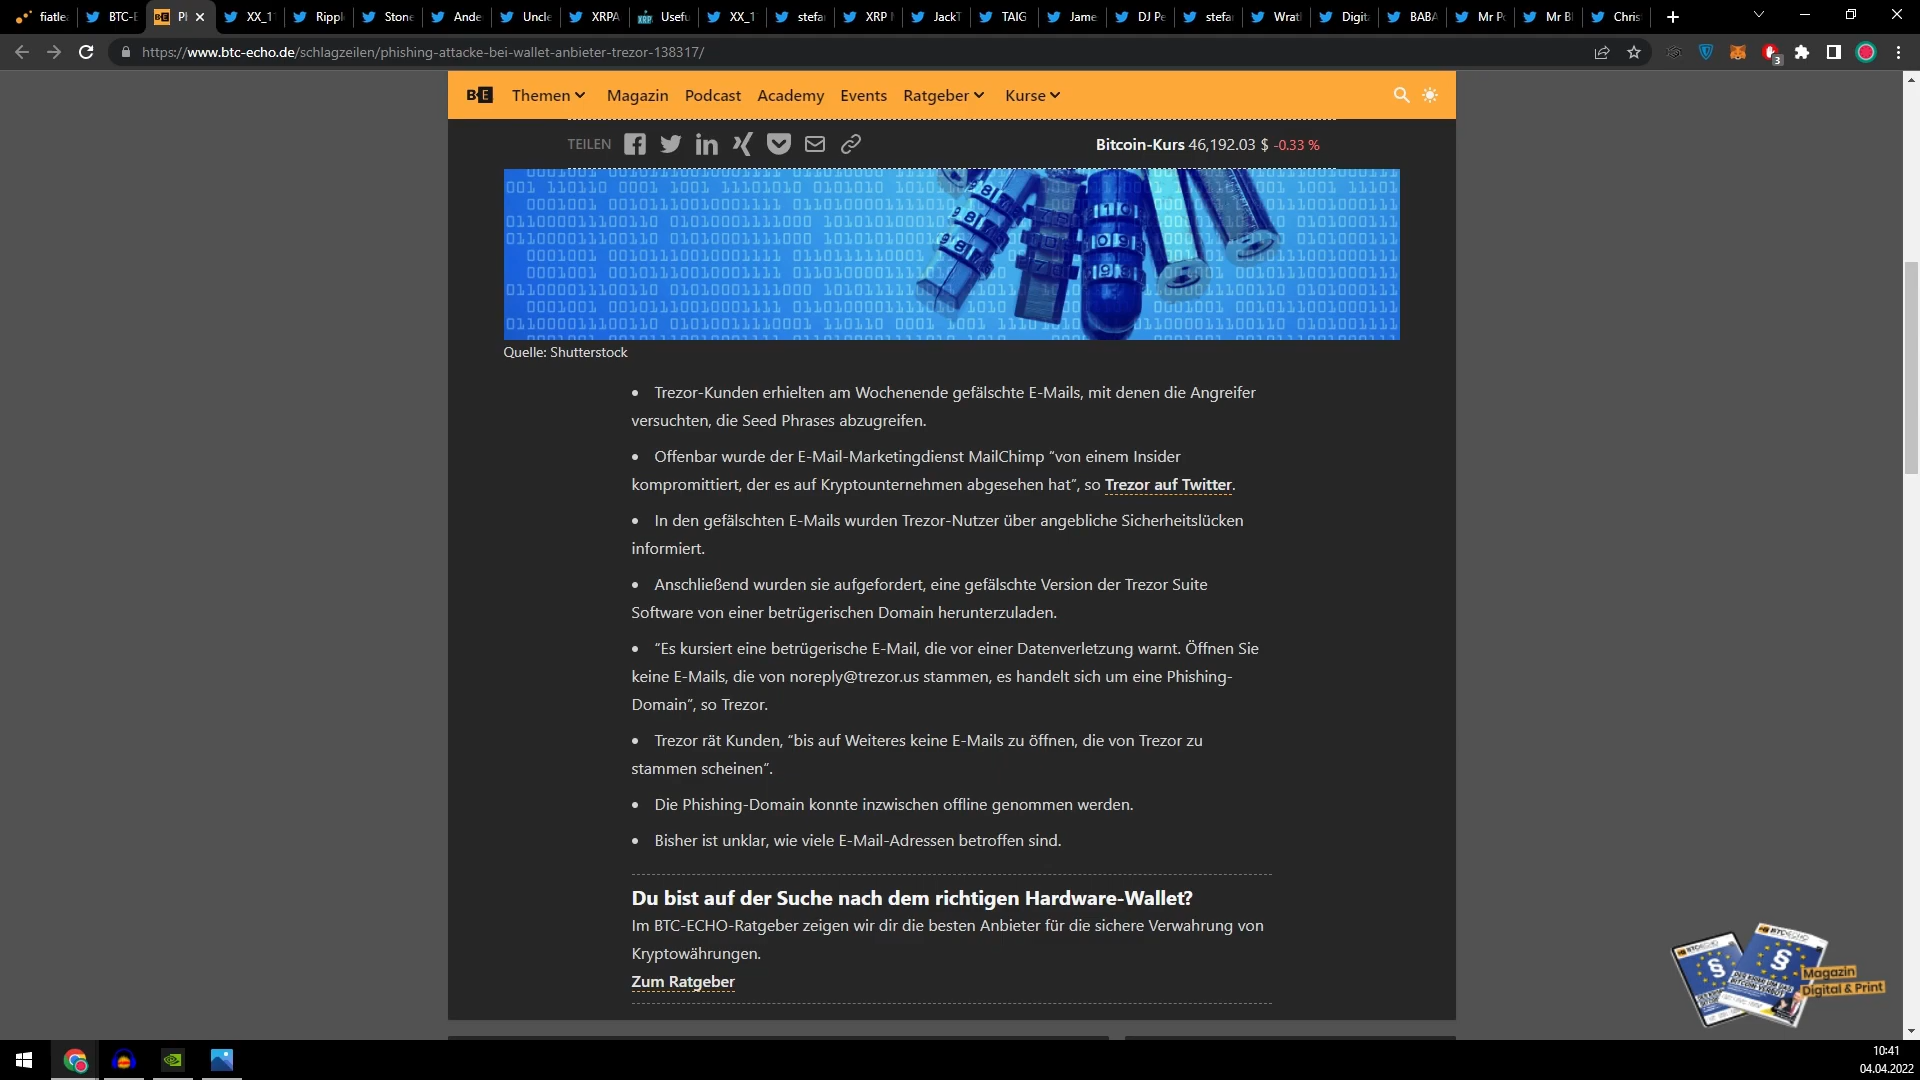 fiatle
BTC-E
XX_1
Rippl
Stone
Ande
Uncle
XRPA
Usefu
XX_1
stefan
XRP
JackT
TAIG
Jame
DJ Pe
stefan
Wrath
Digit
BABA
Mr Po
Mr Bl
Chris
https://www.btc-echo.de/schlagzeilen/phishing-attacke-bei-wallet-anbieter-trezor-138317/
3
Themen
Magazin
Podcast
Academy
Events
Ratgeber
Kurse
TEILEN
Bitcoin-Kurs 46,192.03 $ -0.33 %
Quelle: Shutterstock
• Trezor-Kunden erhielten am Wochenende gefälschte E-Mails, mit denen die Angreifer
versuchten, die Seed Phrases abzugreifen.
• Offenbar wurde der E-Mail-Marketingdienst MailChimp “von einem Insider
kompromittiert, der es auf Kryptounternehmen abgesehen hat”, so Trezor auf Twitter.
• In den gefälschten E-Mails wurden Trezor-Nutzer über angebliche Sicherheitslücken
informiert.
• Anschließend wurden sie aufgefordert, eine gefälschte Version der Trezor Suite
Software von einer betrügerischen Domain herunterzuladen.
• “Es kursiert eine betrügerische E-Mail, die vor einer Datenverletzung warnt. Öffnen Sie
keine E-Mails, die von noreply@trezor.us stammen, es handelt sich um eine Phishing-
Domain”, so Trezor.
• Trezor rät Kunden, “bis auf Weiteres keine E-Mails zu öffnen, die von Trezor zu
stammen scheinen”.
• Die Phishing-Domain konnte inzwischen offline genommen werden.
• Bisher ist unklar, wie viele E-Mail-Adressen betroffen sind.
Du bist auf der Suche nach dem richtigen Hardware-Wallet?
Im BTC-ECHO-Ratgeber zeigen wir dir die besten Anbieter für die sichere Verwahrung von
Kryptowährungen.
Zum Ratgeber
Magazin
Digital & Print
10:41
04.04.2022